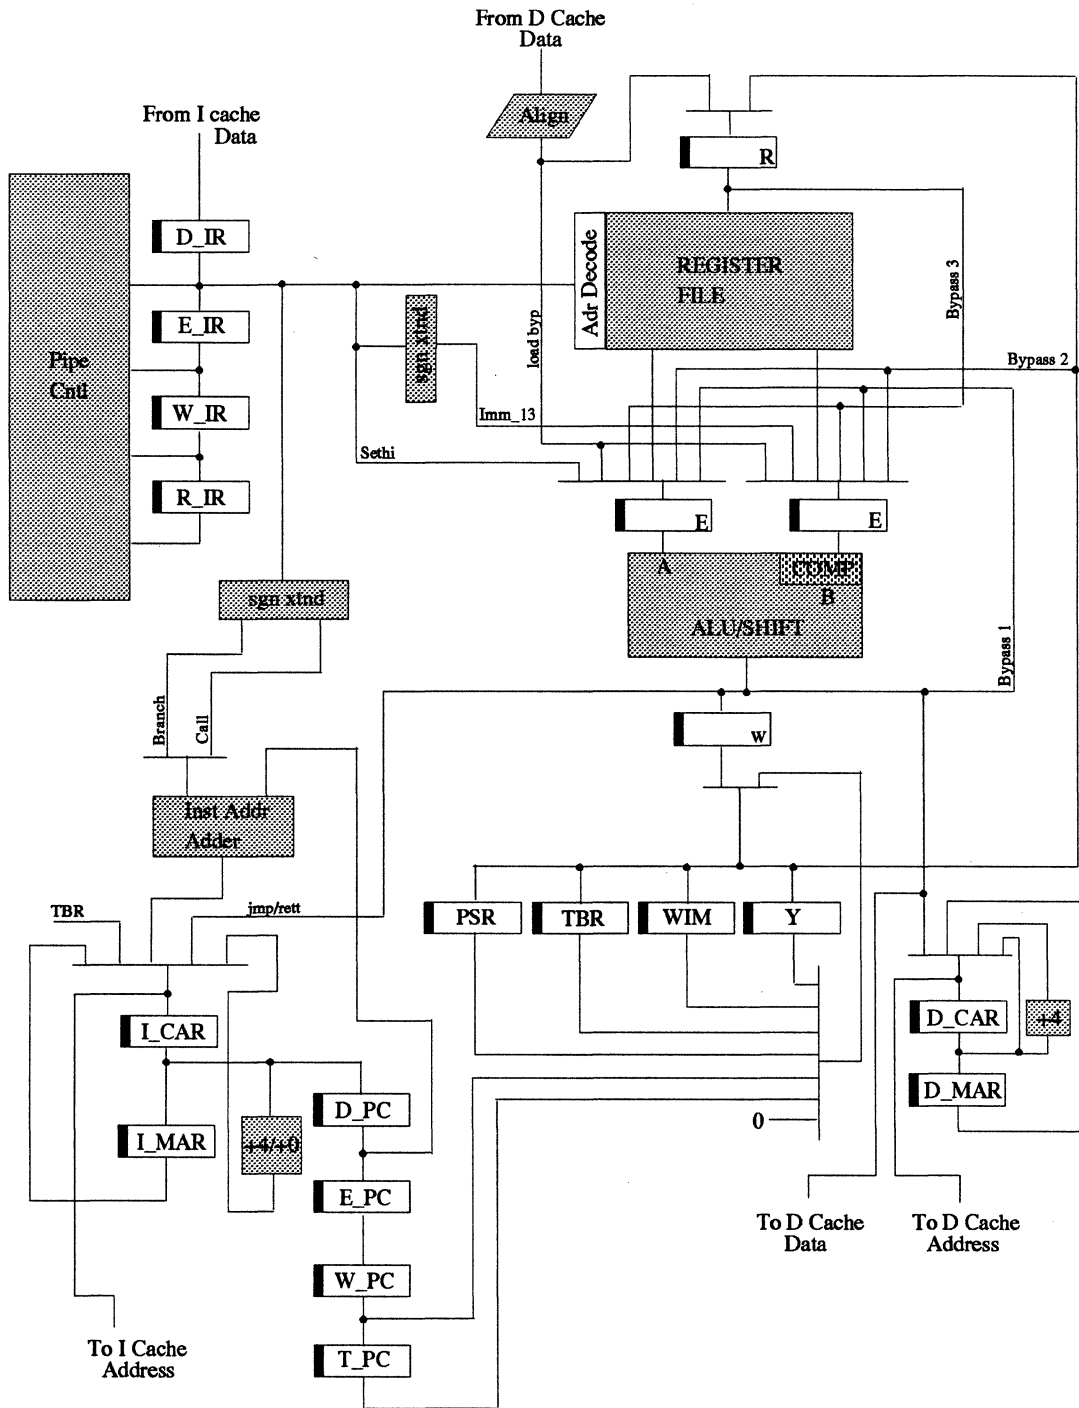 From D Cache
Data
From I cache
Data
Align
R
D_IR
Adr Decode
REGISTER
FILE
Bypass 3
E_IR
sgn xtnd
load byp
Pipe
Cntl
Bypass 2
W_IR
Imm_13
Sethi
R_IR
E
E
A
COMP
B
sgn xtnd
ALU/SHIFT
Bypass 1
Branch
Call
W
Inst Addr
Adder
TBR
jmp/rett
PSR
TBR
WIM
Y
I_CAR
D_CAR
+4
D_PC
D_MAR
I_MAR
+4/+0
0
E_PC
To D Cache
Data
To D Cache
Address
W_PC
To I Cache
Address
T_PC